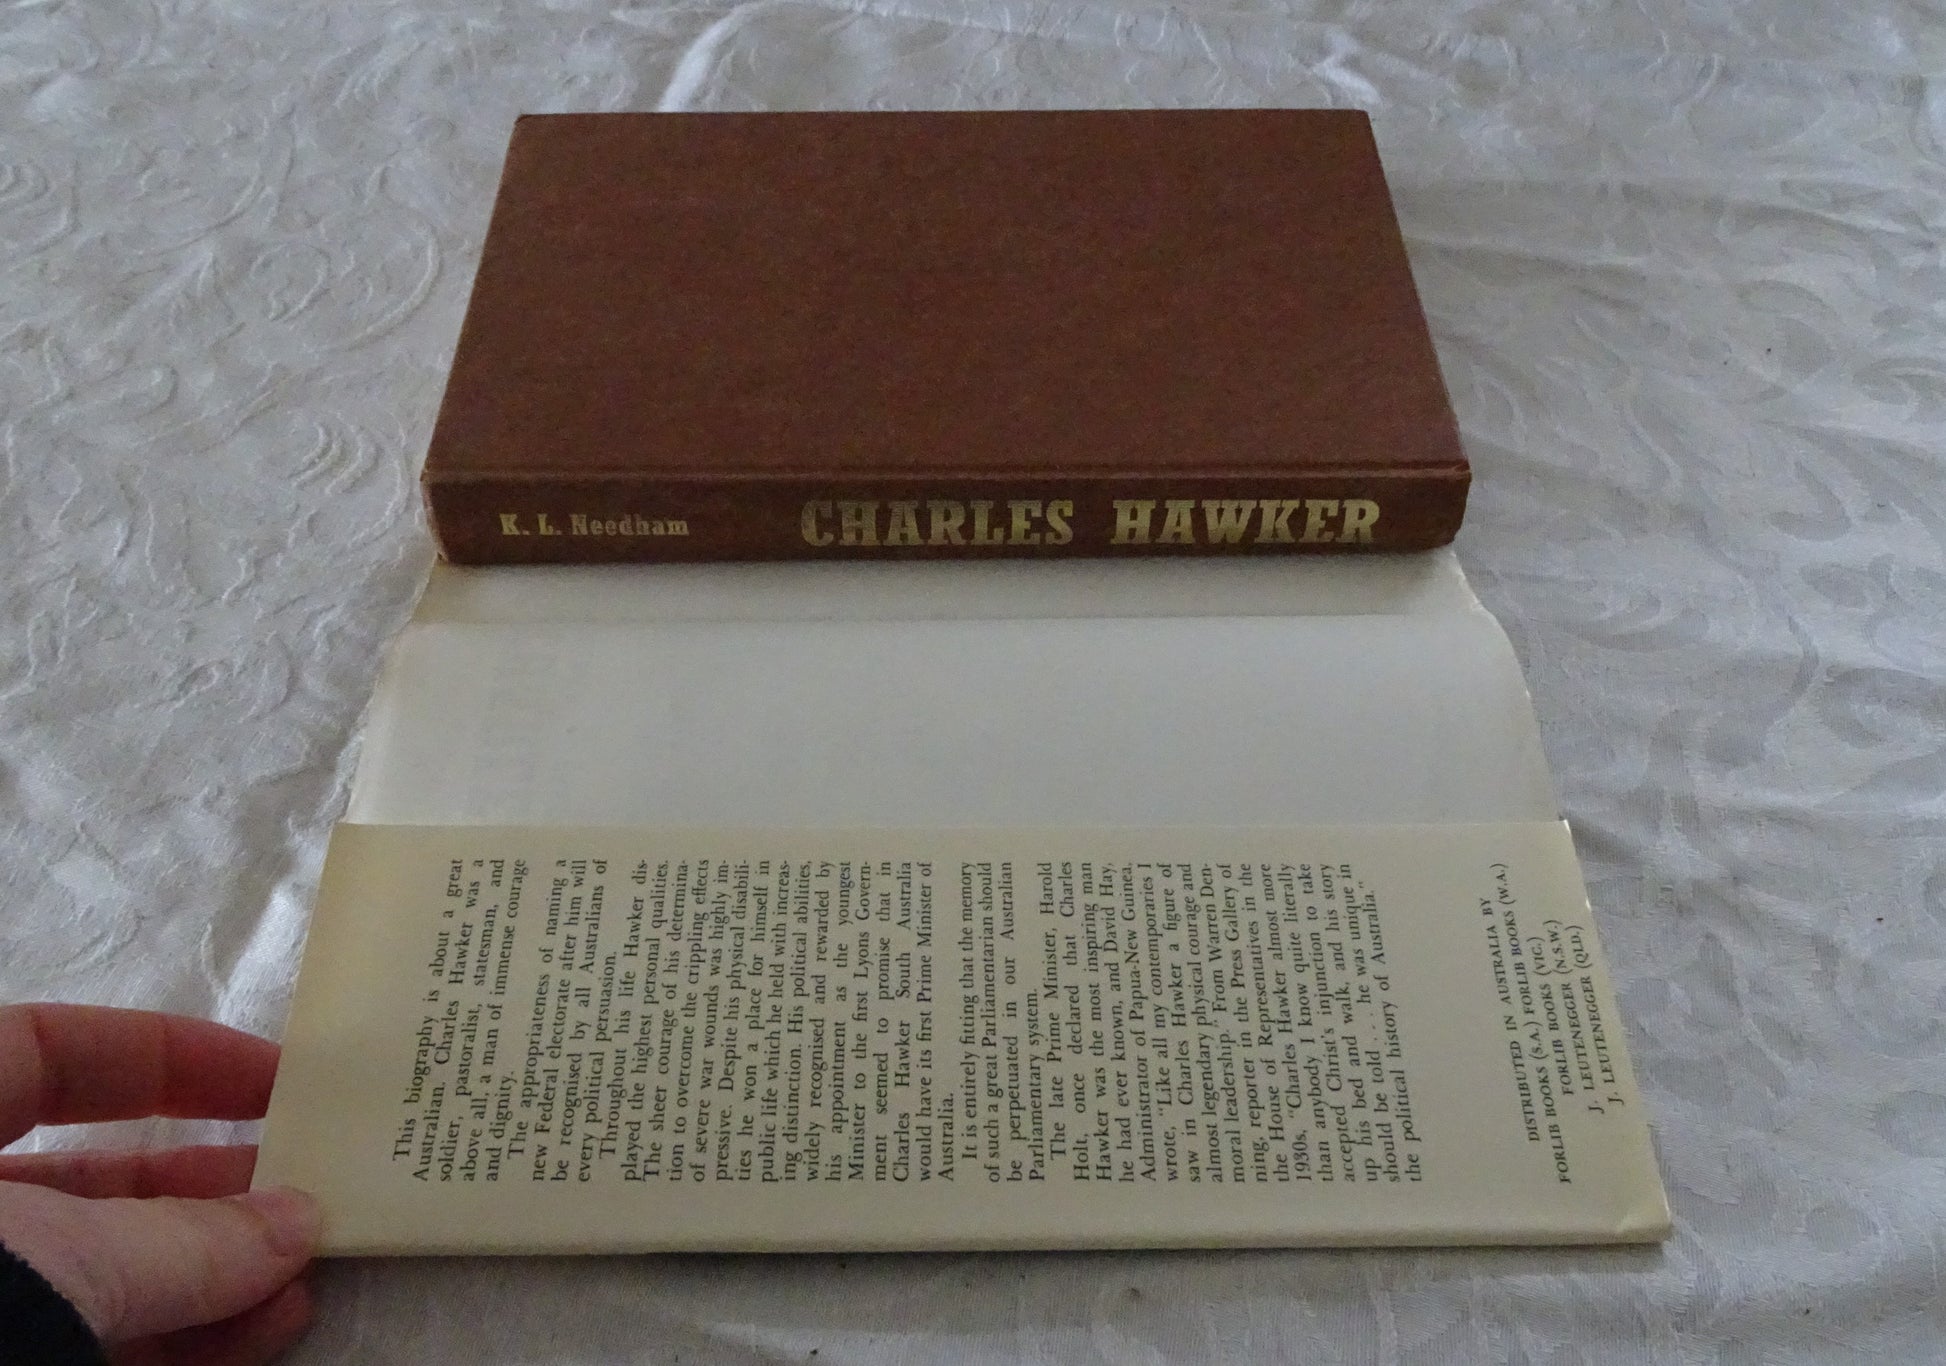 K. L. Needham
CHARLES HAWKER
This biography is about a great
Australian. Charles Hawker was a
soldier, pastoralist, statesman, and
above all, a man of immense courage
and dignity.
The appropriateness of naming a
new Federal electorate after him will
be recognised by all Australians of
every political persuasion.
Throughout his life Hawker dis-
played the highest personal qualities.
The sheer courage of his determina-
tion to overcome the crippling effects
of severe war wounds was highly im-
pressive. Despite his physical disabili-
ties he won a place for himself in
public life which he held with increas-
ing distinction. His political abilities,
widely recognised and rewarded by
his appointment as the youngest
Minister to the first Lyons Govern-
ment seemed to promise that in
Charles Hawker South Australia
would have its first Prime Minister of
Australia.
It is entirely fitting that the memory
of such a great Parliamentarian should
be perpetuated in our Australian
Parliamentary system.
The late Prime Minister, Harold
Holt, once declared that Charles
Hawker was the most inspiring man
he had ever known, and David Hay,
Administrator of Papua-New Guinea,
wrote, "Like all my contemporaries I
saw in Charles Hawker a figure of
almost legendary physical courage and
moral leadership." From Warren Den-
ning, reporter in the Press Gallery of
the House of Representatives in the
1930s, "Charles Hawker almost more
than anybody I know quite literally
accepted Christ's injunction to take
up his bed and walk, and his story
should be told . . . he was unique in
the political history of Australia."
DISTRIBUTED IN AUSTRALIA BY
FORLIB BOOKS (S.A.) FORLIB BOOKS (W.A.)
FORLIB BOOKS (VIC.)
J. LEUTENEGGER (N.S.W.)
J. LEUTENEGGER (QLD.)